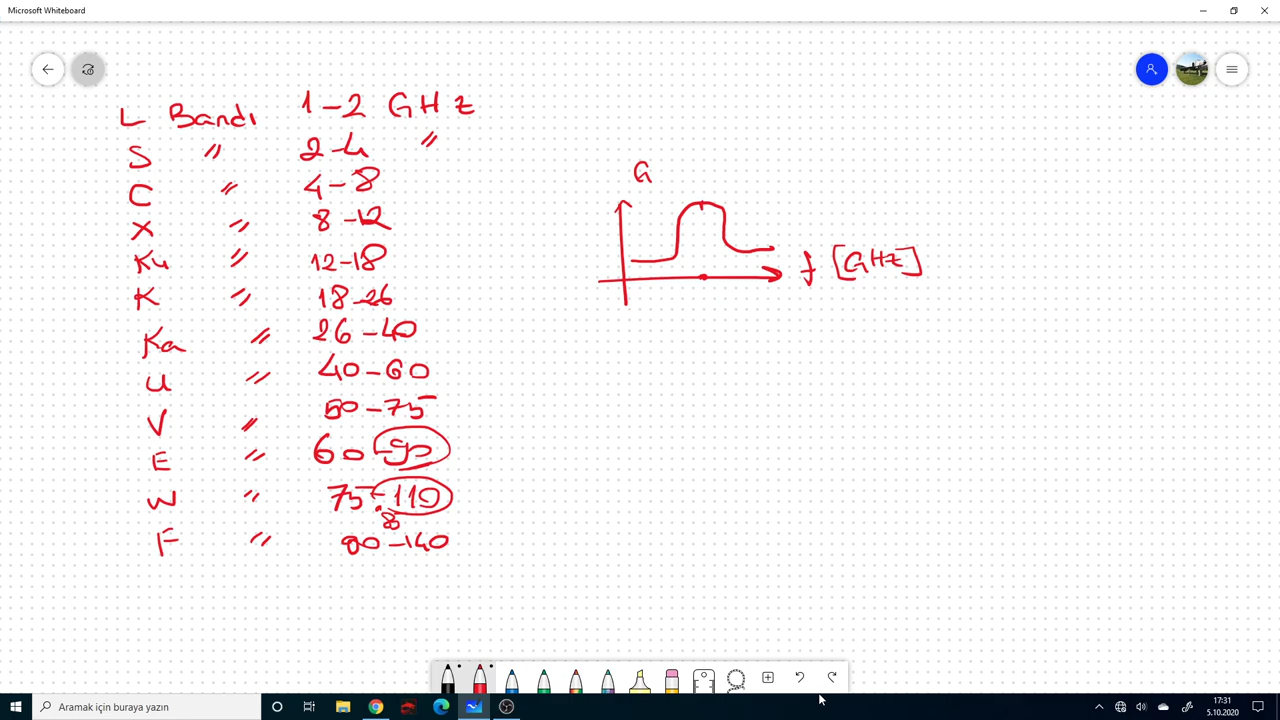 Microsoft Whiteboard
L Bandı 1-2 GHz
S " 2-4 "
C " 4-8
X " 8-12
Ku " 12-18
K " 18-26
Ka " 26-40
U " 40-60
V " 50-75
E " 60-90
W " 75-110
.8
F " 90-140
G
f [GHz]
Aramak için buraya yazın
17:31
5.10.2020